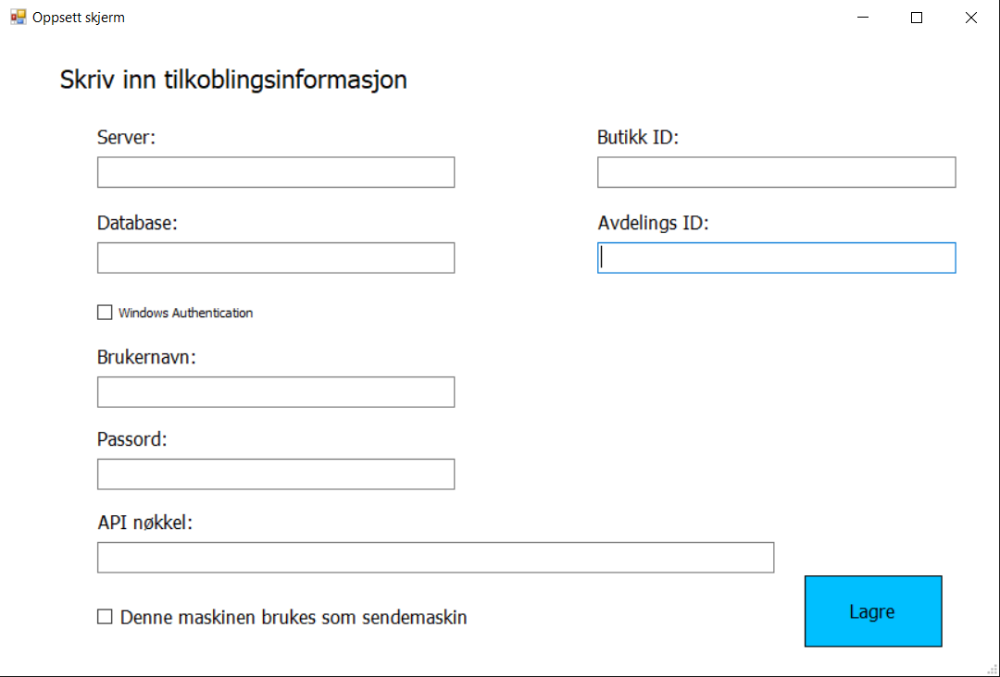 Oppsett skjerm
Skriv inn tilkoblingsinformasjon
Server:
Butikk ID:
Database:
Avdelings ID:
Windows Authentication
Brukernavn:
Passord:
API nøkkel:
Denne maskinen brukes som sendemaskin
Lagre